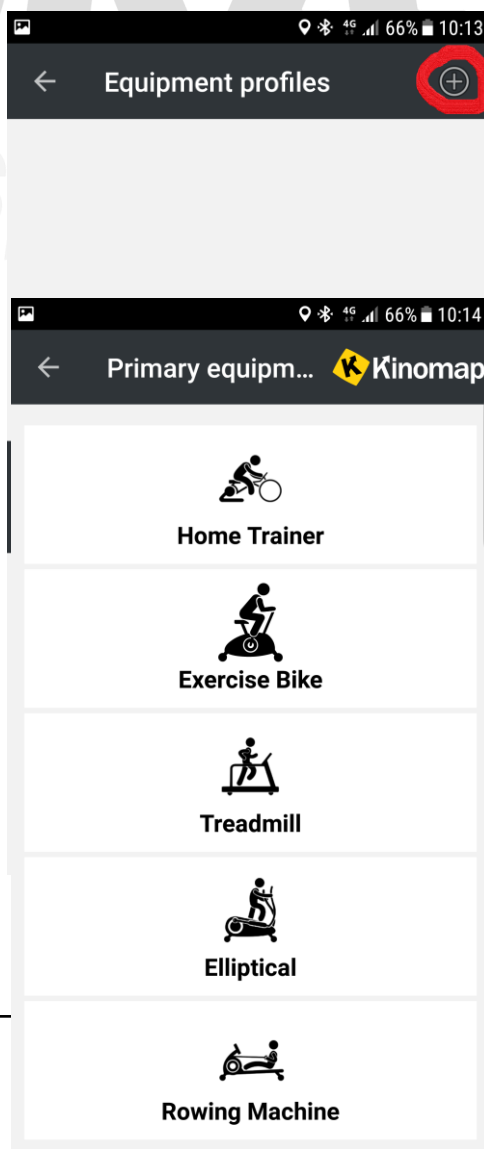 4G 66% 10:13
Equipment profiles
4G 66% 10:14
Primary equipm... Kinomap
Home Trainer
Exercise Bike
Treadmill
Elliptical
Rowing Machine